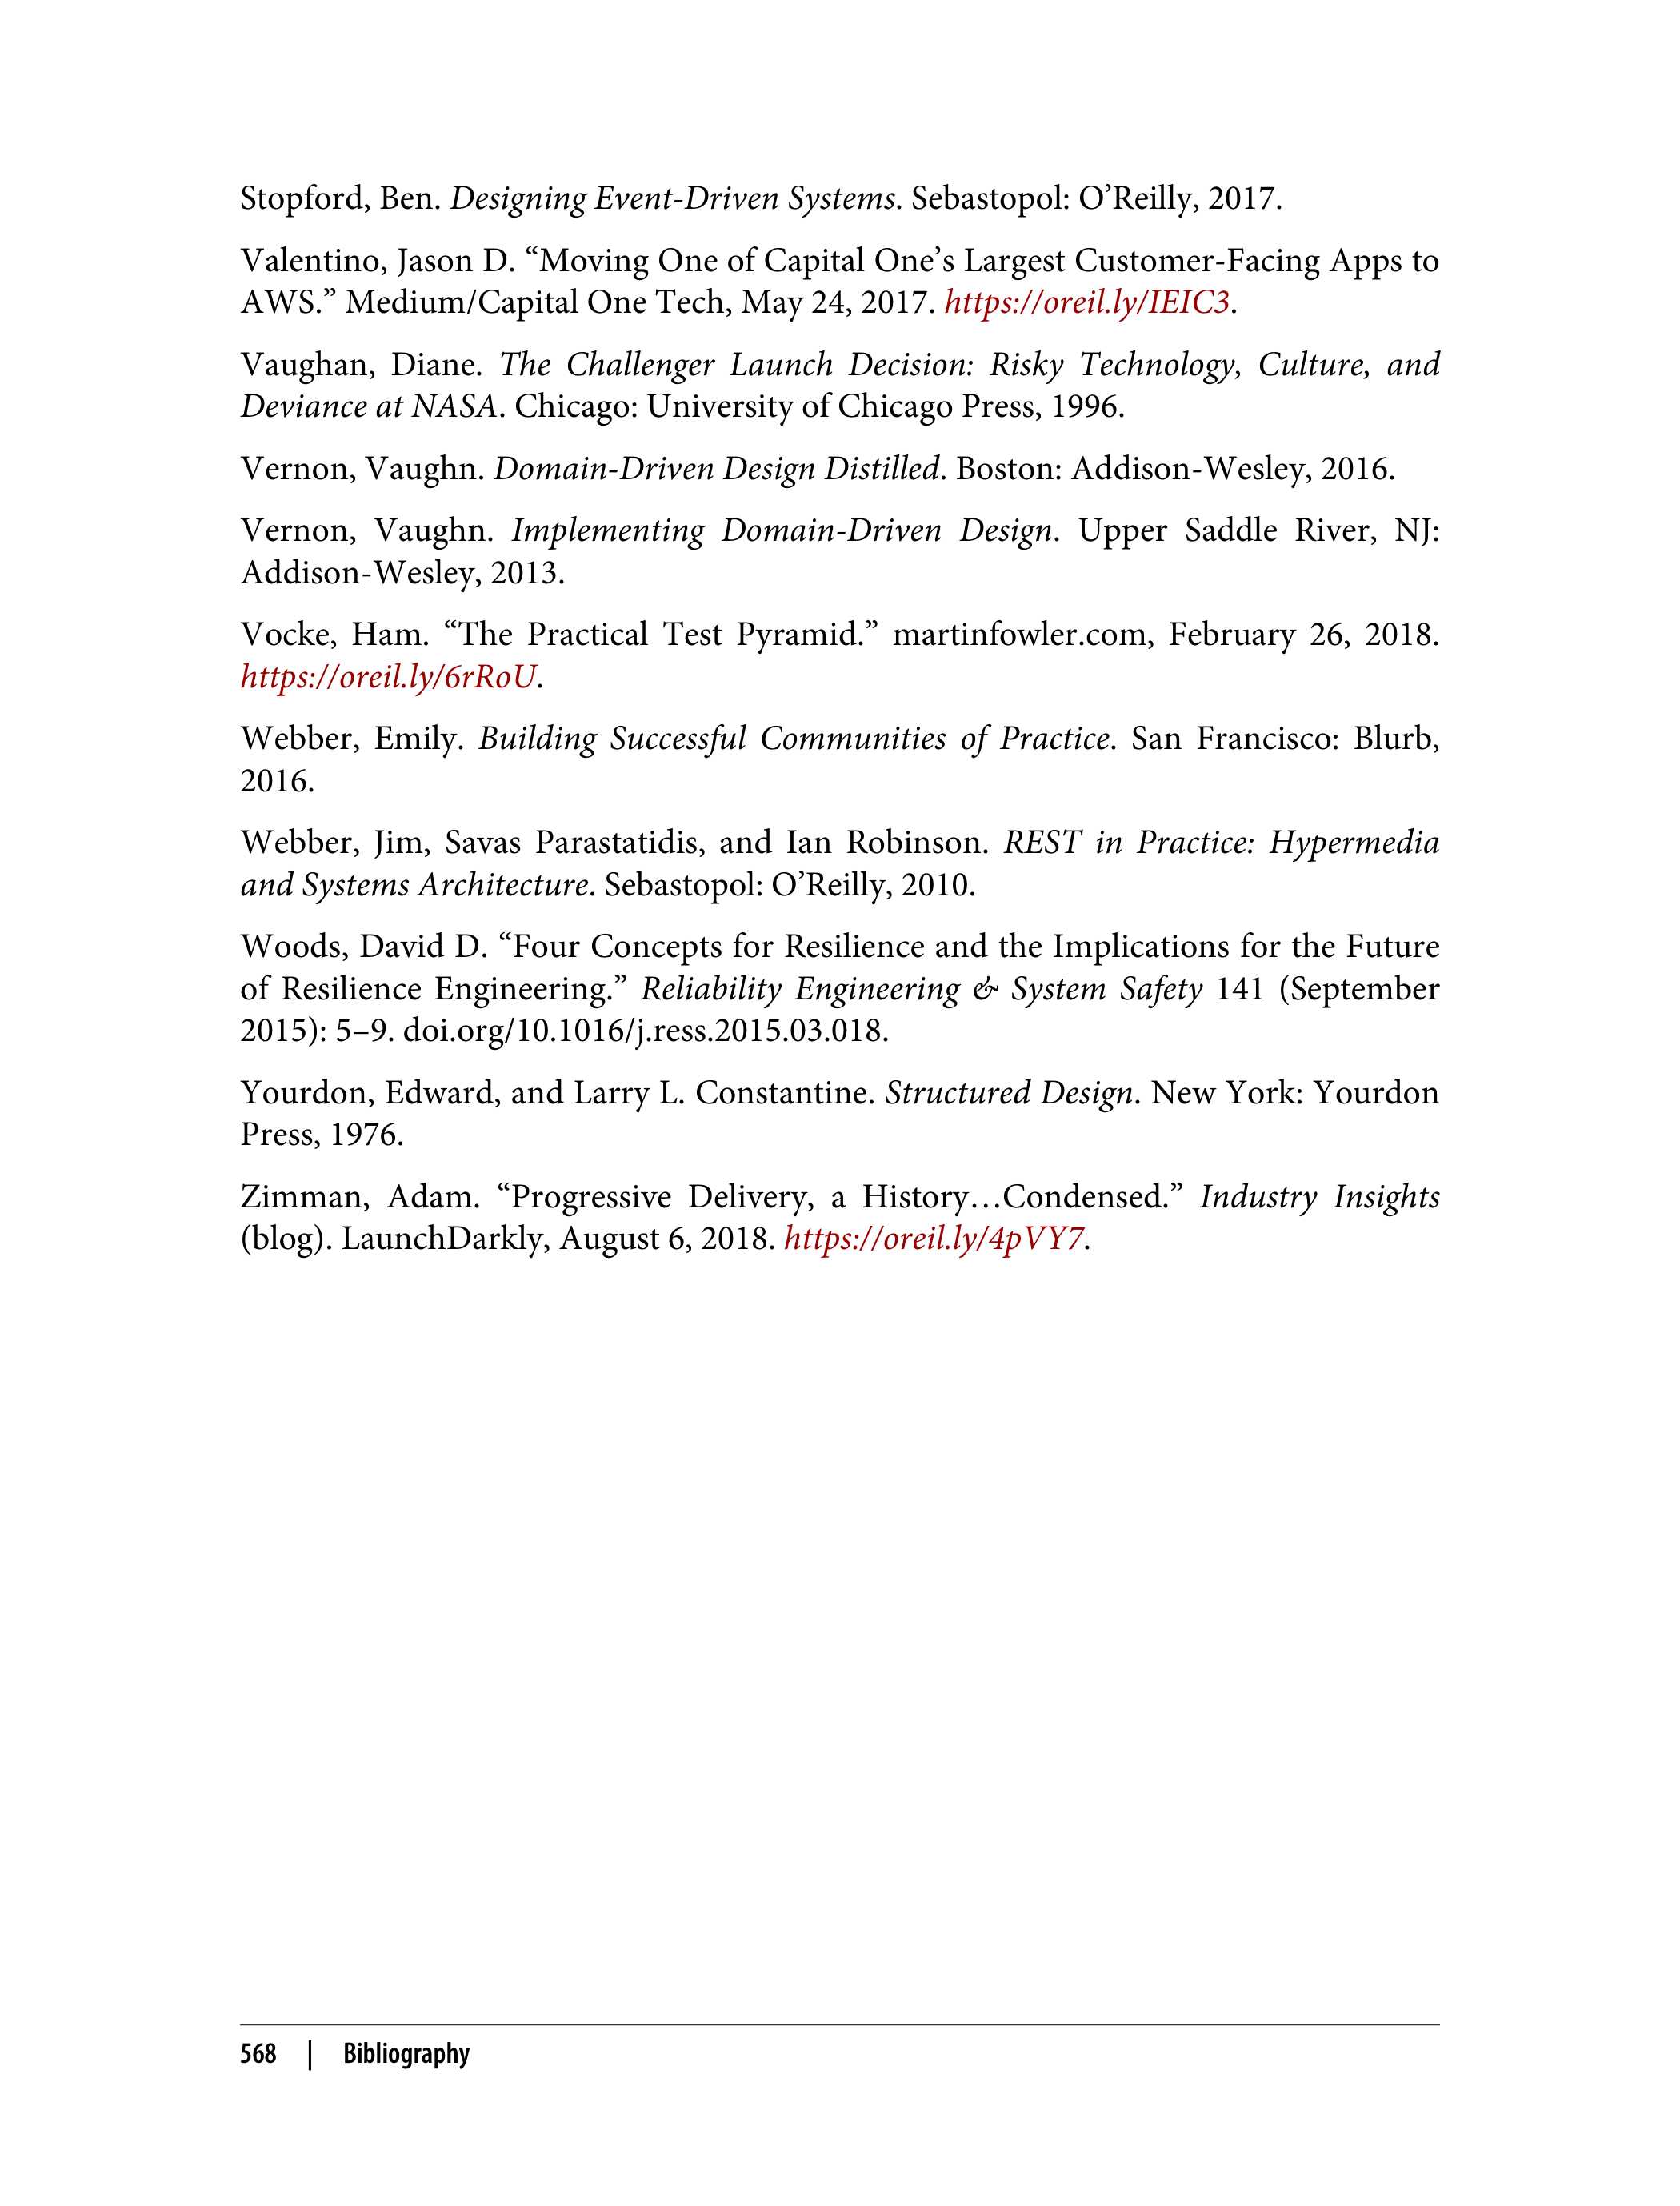 Stopford, Ben. Designing Event-Driven Systems. Sebastopol: O’Reilly, 2017.
Valentino, Jason D. “Moving One of Capital One’s Largest Customer-Facing Apps to
AWS.” Medium/Capital One Tech, May 24, 2017. https://oreil.ly/IEIC3.
Vaughan, Diane. The Challenger Launch Decision: Risky Technology, Culture, and
Deviance at NASA. Chicago: University of Chicago Press, 1996.
Vernon, Vaughn. Domain-Driven Design Distilled. Boston: Addison-Wesley, 2016.
Vernon, Vaughn. Implementing Domain-Driven Design. Upper Saddle River, NJ:
Addison-Wesley, 2013.
Vocke, Ham. “The Practical Test Pyramid.” martinfowler.com, February 26, 2018.
https://oreil.ly/6rRoU.
Webber, Emily. Building Successful Communities of Practice. San Francisco: Blurb,
2016.
Webber, Jim, Savas Parastatidis, and Ian Robinson. REST in Practice: Hypermedia
and Systems Architecture. Sebastopol: O’Reilly, 2010.
Woods, David D. “Four Concepts for Resilience and the Implications for the Future
of Resilience Engineering.” Reliability Engineering & System Safety 141 (September
2015): 5–9. doi.org/10.1016/j.ress.2015.03.018.
Yourdon, Edward, and Larry L. Constantine. Structured Design. New York: Yourdon
Press, 1976.
Zimman, Adam. “Progressive Delivery, a History…Condensed.” Industry Insights
(blog). LaunchDarkly, August 6, 2018. https://oreil.ly/4pVY7.
568 | Bibliography